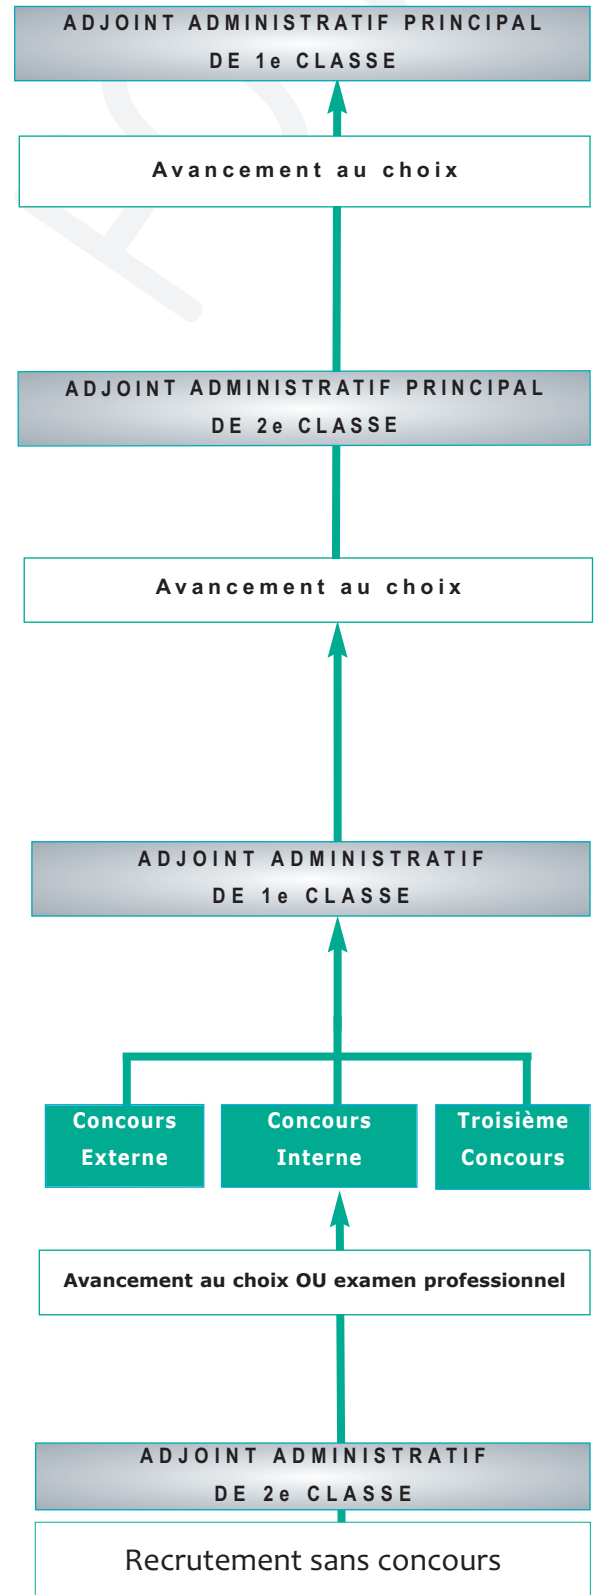 ADJOINT ADMINISTRATIF PRINCIPAL
DE 1e CLASSE
Avancement au choix
ADJOINT ADMINISTRATIF PRINCIPAL
DE 2e CLASSE
Avancement au choix
ADJOINT ADMINISTRATIF
DE 1e CLASSE
Concours
Externe
Concours
Interne
Troisième
Concours
Avancement au choix OU examen professionnel
ADJOINT ADMINISTRATIF
DE 2e CLASSE
Recrutement sans concours